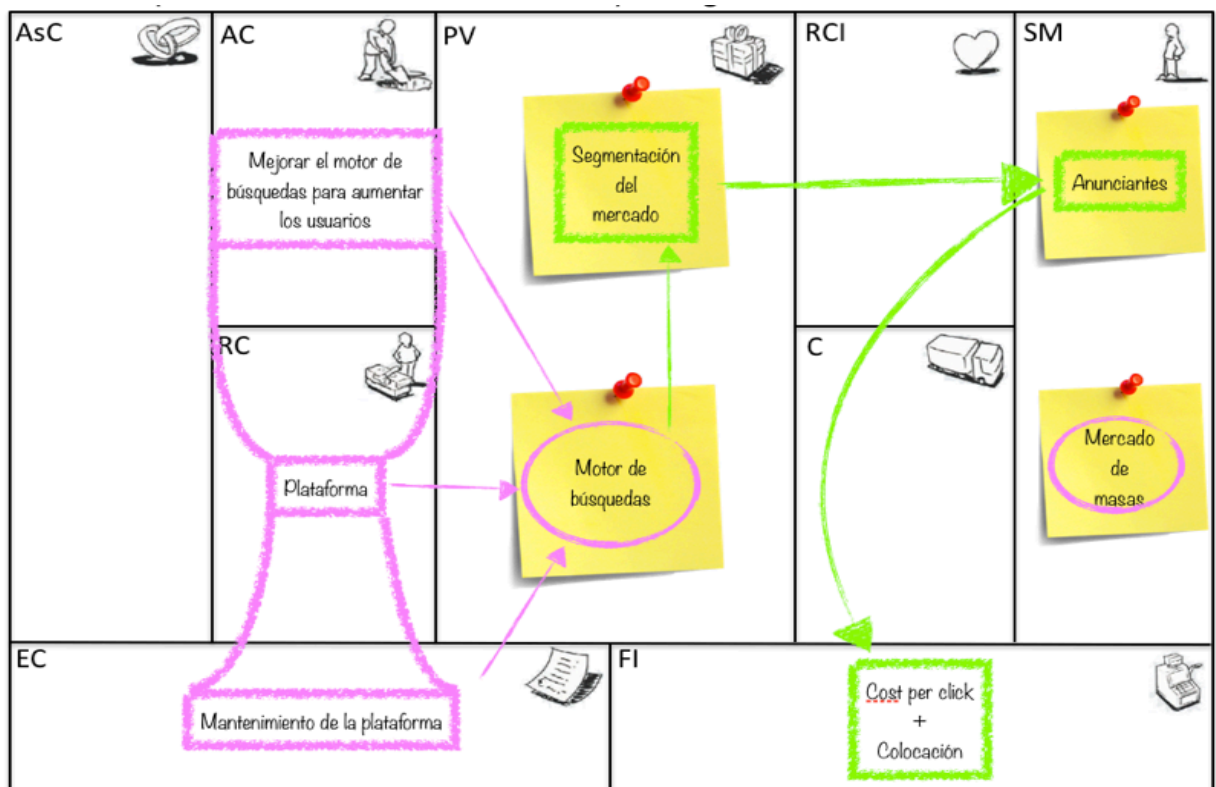 AsC
AC
PV
RCI
SM
Mejorar el motor de
búsquedas para aumentar
los usuarios
Segmentación
del
mercado
Anunciantes
RC
C
Plataforma
Motor de
búsquedas
Mercado
de
masas
EC
FI
Mantenimiento de la plataforma
Cost per click
+
Colocación